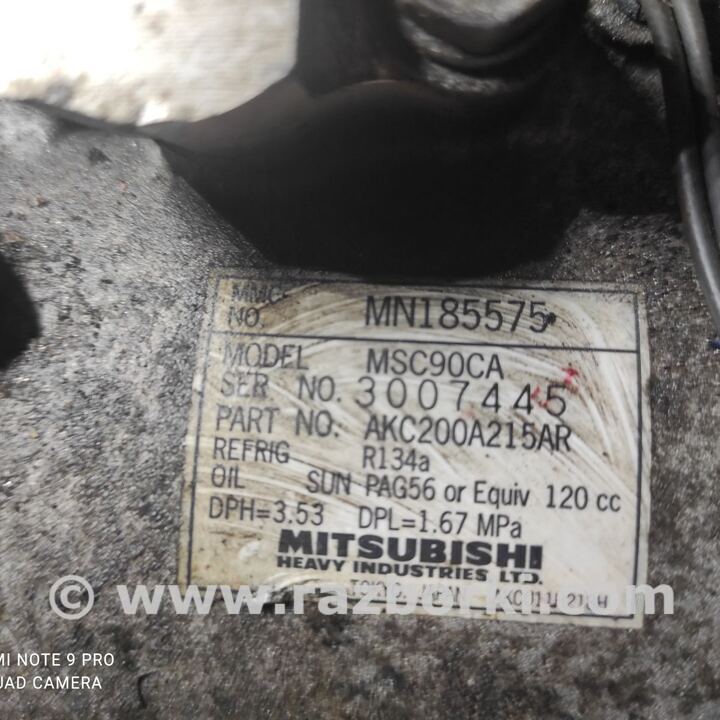 MMC
NO. MN185575
MODEL MSC90CA
SER NO. 3007445
PART NO. AKC200A215AR
REFRIG R134a
OIL SUN PAG56 or Equiv 120 cc
DPH=3.53 DPL=1.67 MPa
MITSUBISHI
HEAVY INDUSTRIES LTD.
© www.razborki.com
MI NOTE 9 PRO
UAD CAMERA